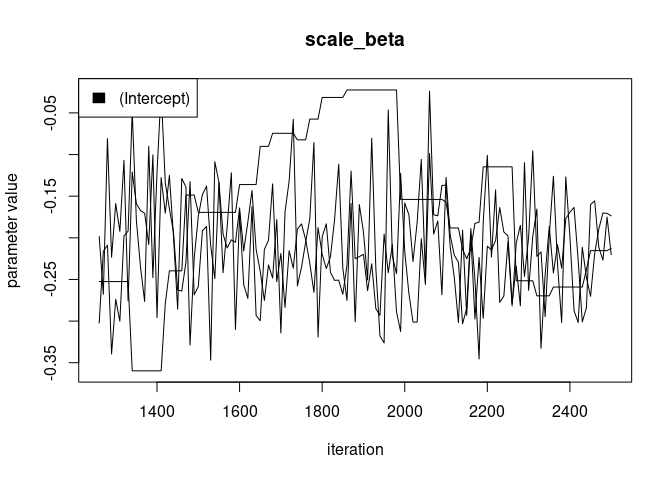 scale_beta
(Intercept)
parameter value
-0.05
-0.15
-0.25
-0.35
1400 1600 1800 2000 2200 2400
iteration